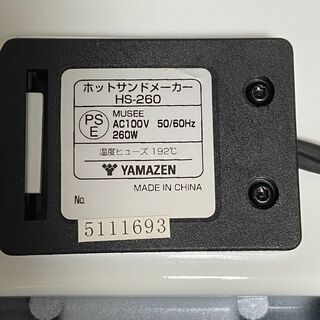 ホットサンドメーカー
HS-260
PS
E
MUSEE
AC100V 50/60Hz
260W
温度ヒューズ 192℃
YAMAZEN
MADE IN CHINA
No.
5111693